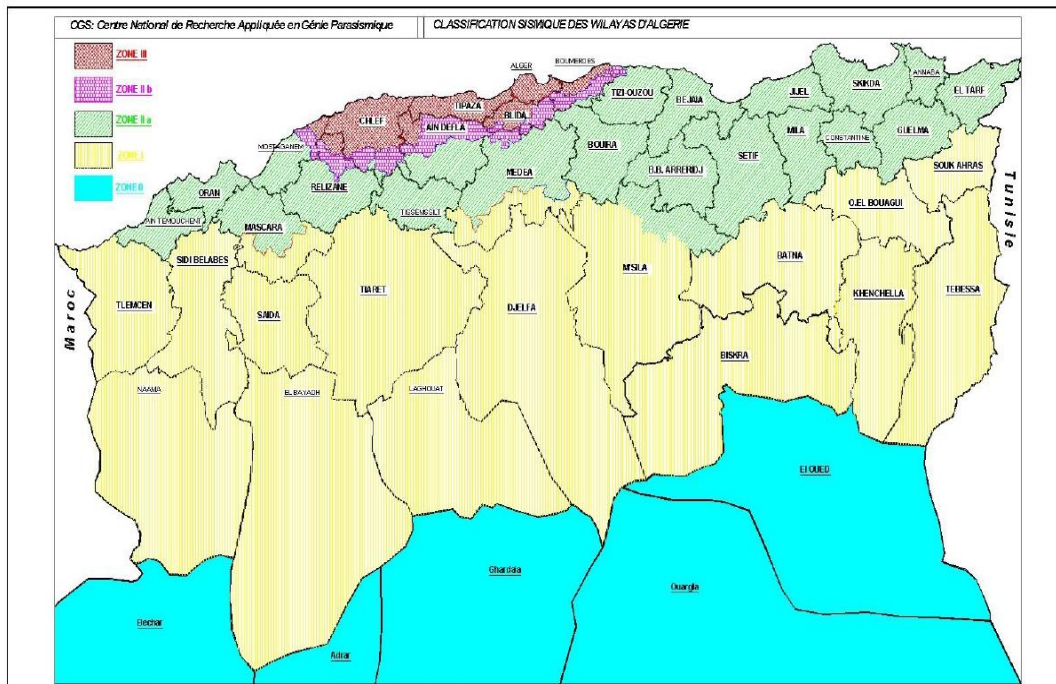 CGS: Centre National de Recherche Appliquée en Génie Parasismique
CLASSIFICATION SISMIQUE DES WILAYAS D'ALGERIE
ZONE III
ZONE II b
ZONE II a
ZONE I
ZONE 0
ALGER
BOUMERDES
TIPAZA
BLIDA
CHLEF
AIN DEFLA
TIZI-OUZOU
BEJAIA
JIJEL
SKIKDA
ANNABA
EL TARF
MOSTAGANEM
RELIZANE
MEDEA
BOUIRA
B.B. ARRERIDJ
SETIF
MILA
CONSTANTINE
GUELMA
SOUK AHRAS
ORAN
AIN TEMOUCHENT
MASCARA
TISSEMSSILT
O.EL BOUAGUI
SIDI BELABES
TLEMCEN
SAIDA
TIARET
DJELFA
M'SILA
BATNA
KHENCHELLA
TEBESSA
BISKRA
NAAMA
EL BAYADH
LAGHOUAT
El OUED
Ghardaia
Ouargla
Bechar
Adrar
Maroc
Tunisie